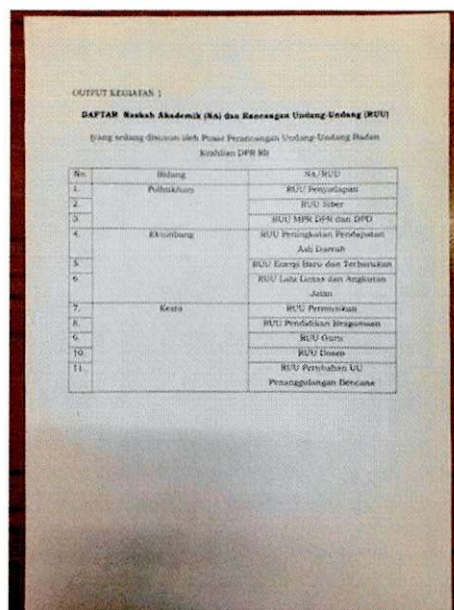 OUTPUT KEGIATAN 1
DAFTAR Naskah Akademik (NA) dan Rancangan Undang-Undang (RUU)
(yang sedang disusun oleh Pusat Perancangan Undang-Undang Badan
Keahlian DPR RI)
No. Bidang NA/RUU
1. Polhukham RUU Penyadapan
2. RUU Siber
3. RUU MPR DPR dan DPD
4. Ekuinbang RUU Peningkatan Pendapatan
Asli Daerah
5. RUU Energi Baru dan Terbarukan
6. RUU Lalu Lintas dan Angkutan
Jalan
7. Kesra RUU Permusikan
8. RUU Pendidikan Keagamaan
9. RUU Guru
10. RUU Dosen
11. RUU Perubahan UU
Penanggulangan Bencana